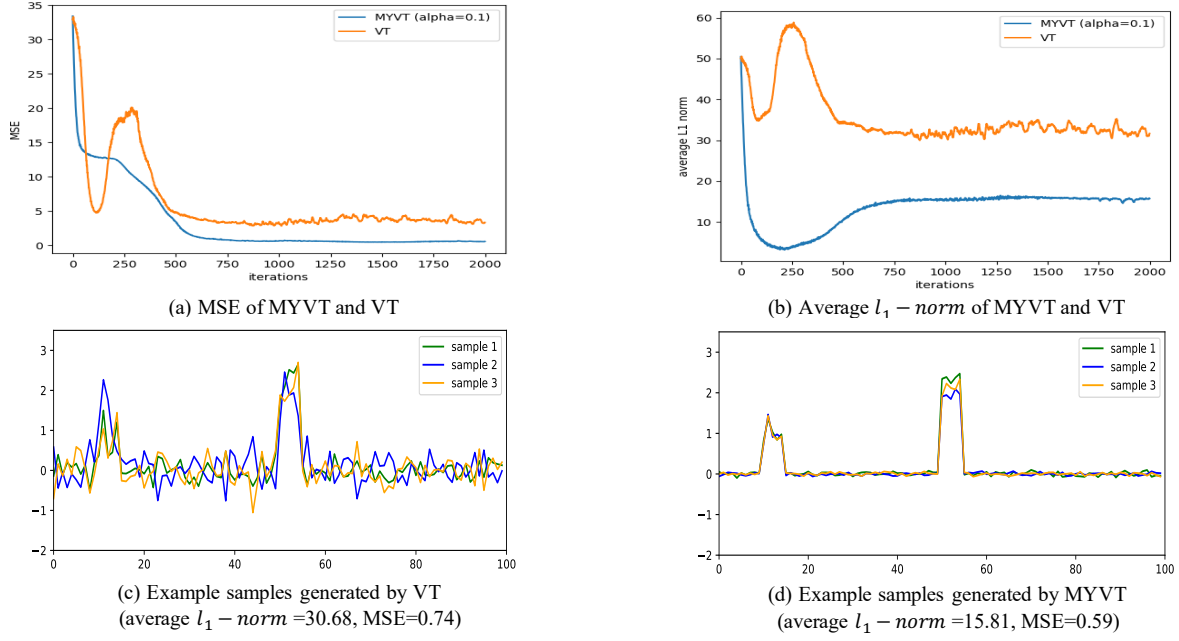 35
30
25
20
15
10
5
0
MSE
MYVT (alpha=0.1)
VT
0 250 500 750 1000 1250 1500 1750 2000
iterations
(a) MSE of MYVT and VT
60
50
40
30
20
10
average L1 norm
MYVT (alpha=0.1)
VT
0 250 500 750 1000 1250 1500 1750 2000
iterations
(b) Average l₁ − norm of MYVT and VT
3
2
1
0
−1
−2
sample 1
sample 2
sample 3
0 20 40 60 80 100
(c) Example samples generated by VT
(average l₁ − norm =30.68, MSE=0.74)
3
2
1
0
−1
−2
sample 1
sample 2
sample 3
0 20 40 60 80 100
(d) Example samples generated by MYVT
(average l₁ − norm =15.81, MSE=0.59)